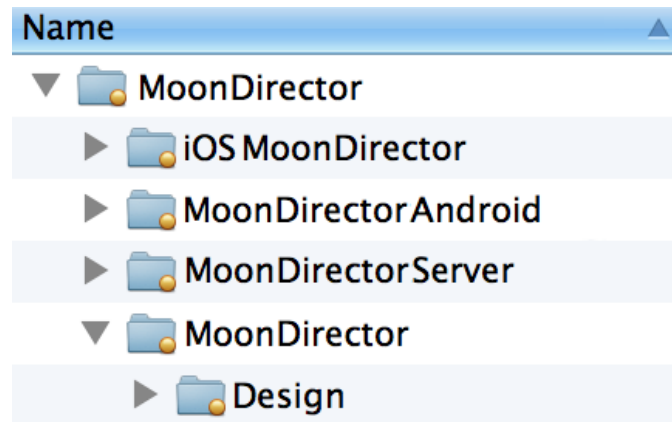 Name
MoonDirector
iOS MoonDirector
MoonDirectorAndroid
MoonDirectorServer
MoonDirector
Design